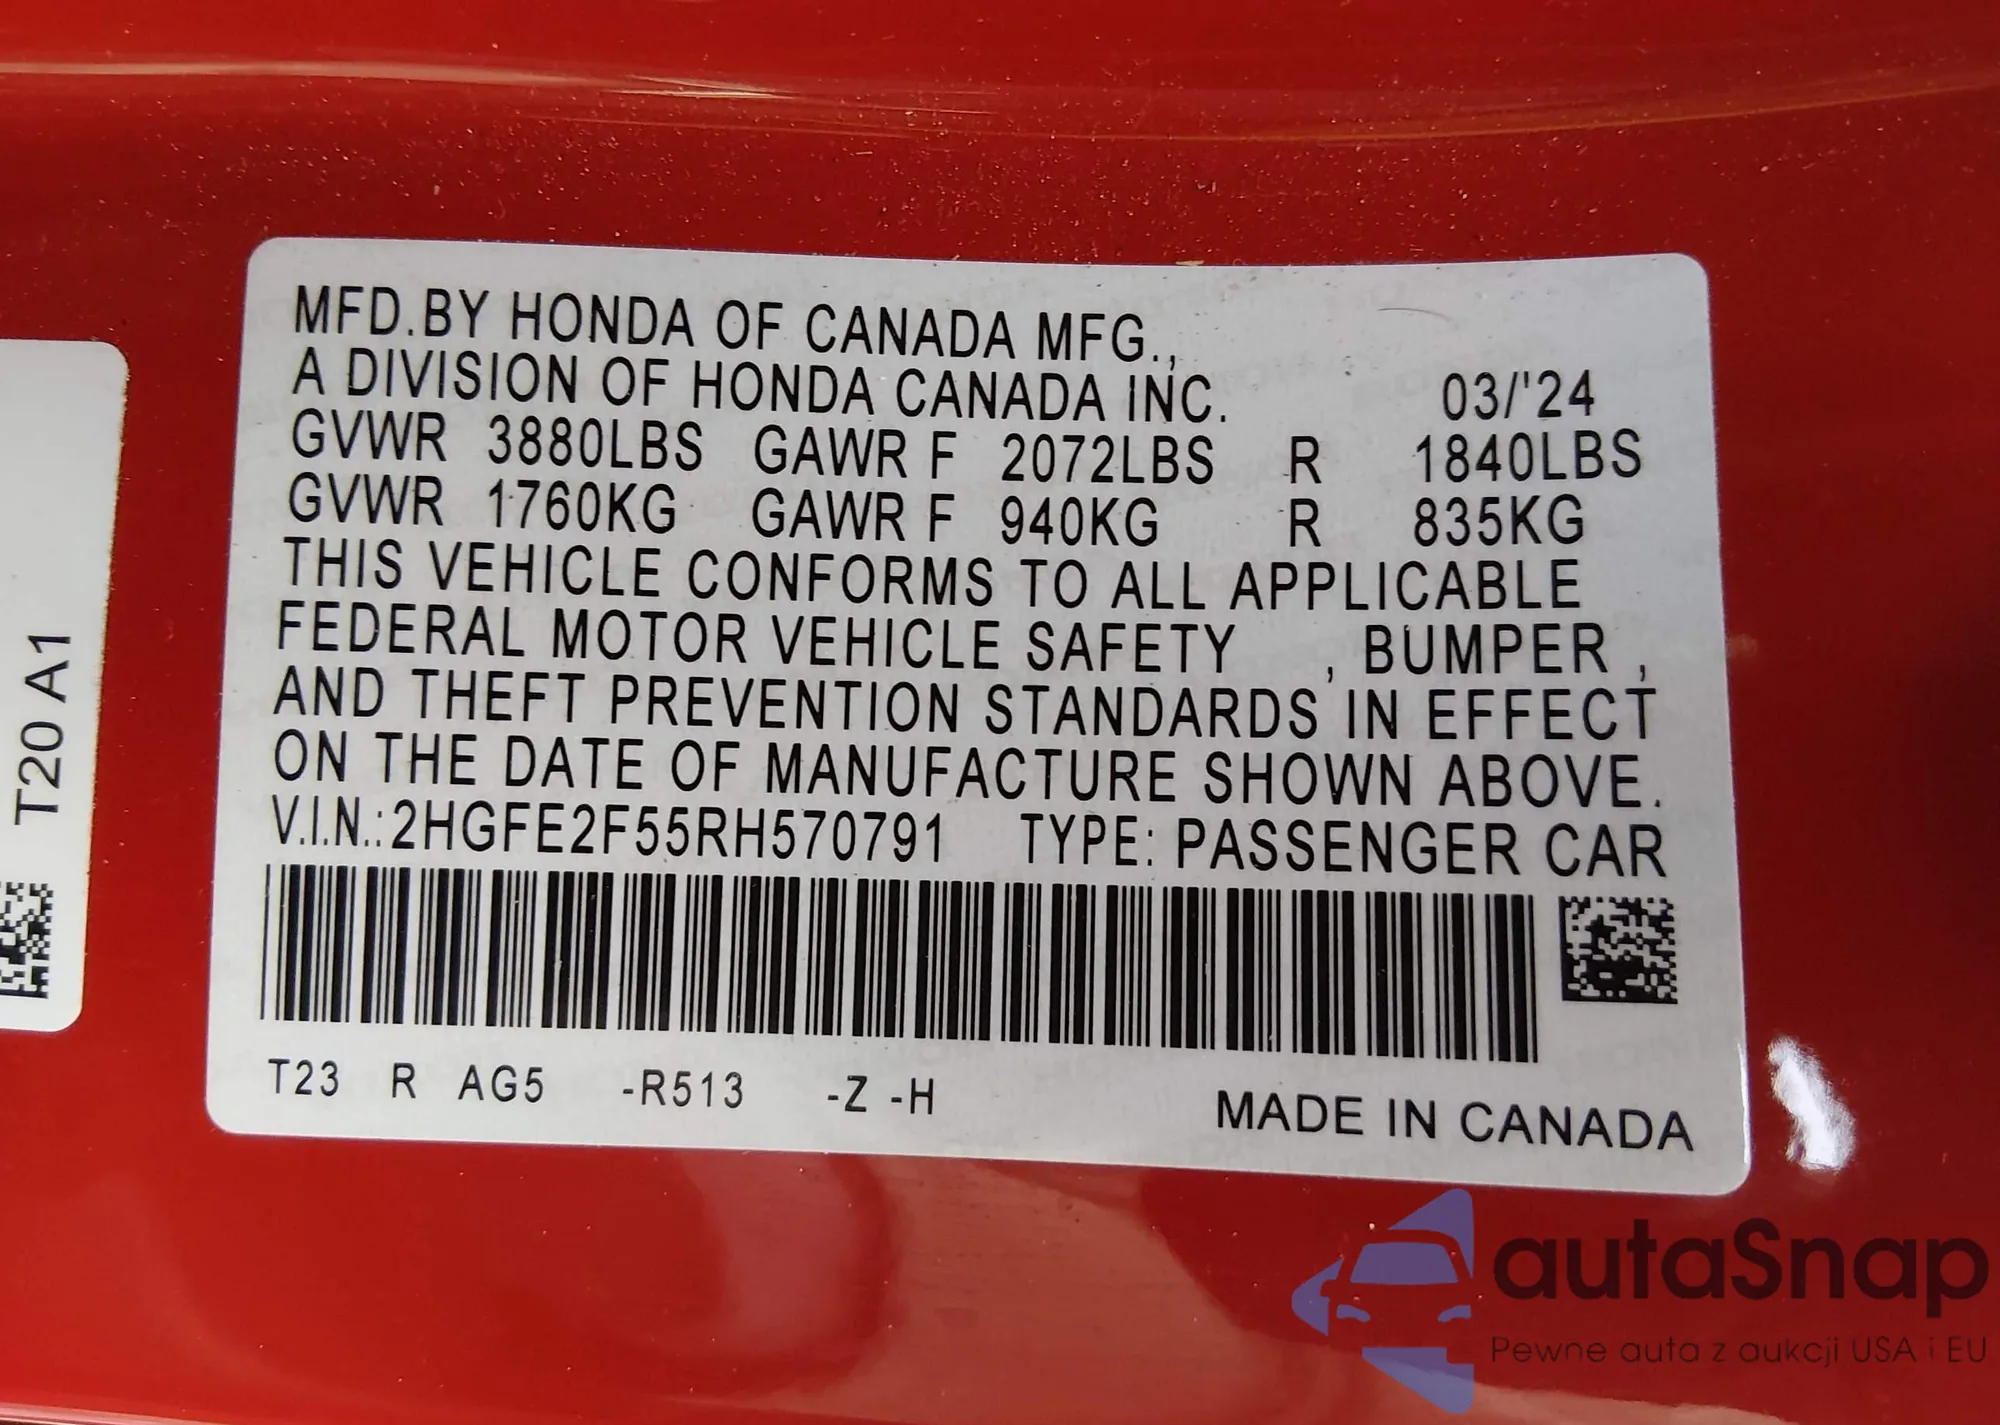 MFD.BY HONDA OF CANADA MFG.,
A DIVISION OF HONDA CANADA INC. 03/'24
GVWR 3880LBS GAWR F 2072LBS R 1840LBS
GVWR 1760KG GAWR F 940KG R 835KG
THIS VEHICLE CONFORMS TO ALL APPLICABLE
FEDERAL MOTOR VEHICLE SAFETY , BUMPER ,
AND THEFT PREVENTION STANDARDS IN EFFECT
ON THE DATE OF MANUFACTURE SHOWN ABOVE.
V.I.N.:2HGFE2F55RH570791 TYPE: PASSENGER CAR
T23 R AG5 -R513 -Z -H
MADE IN CANADA
T20 A1
autaSnap
Pewne auta z aukcji USA i EU